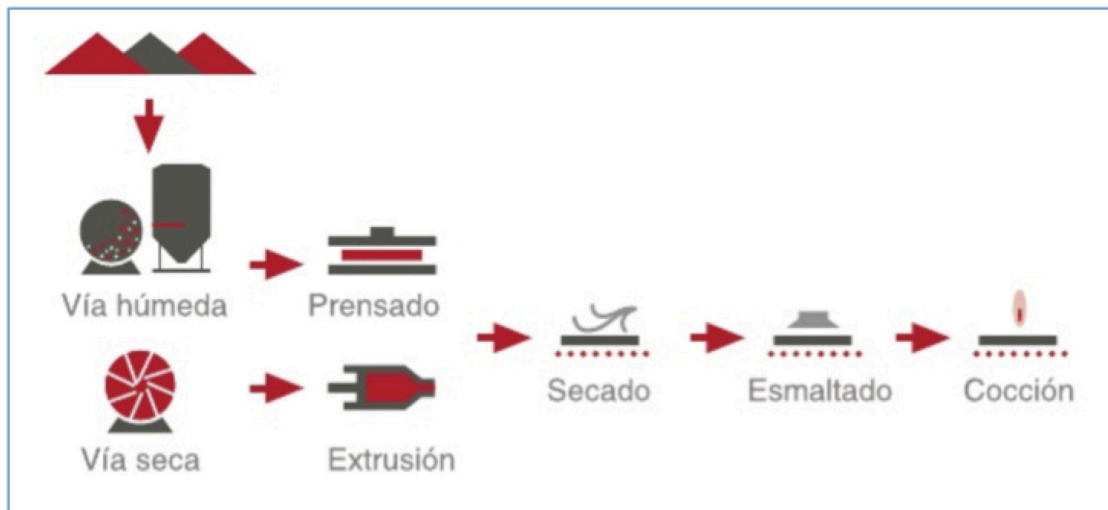 Vía húmeda
Prensado
Vía seca
Extrusión
Secado
Esmaltado
Cocción